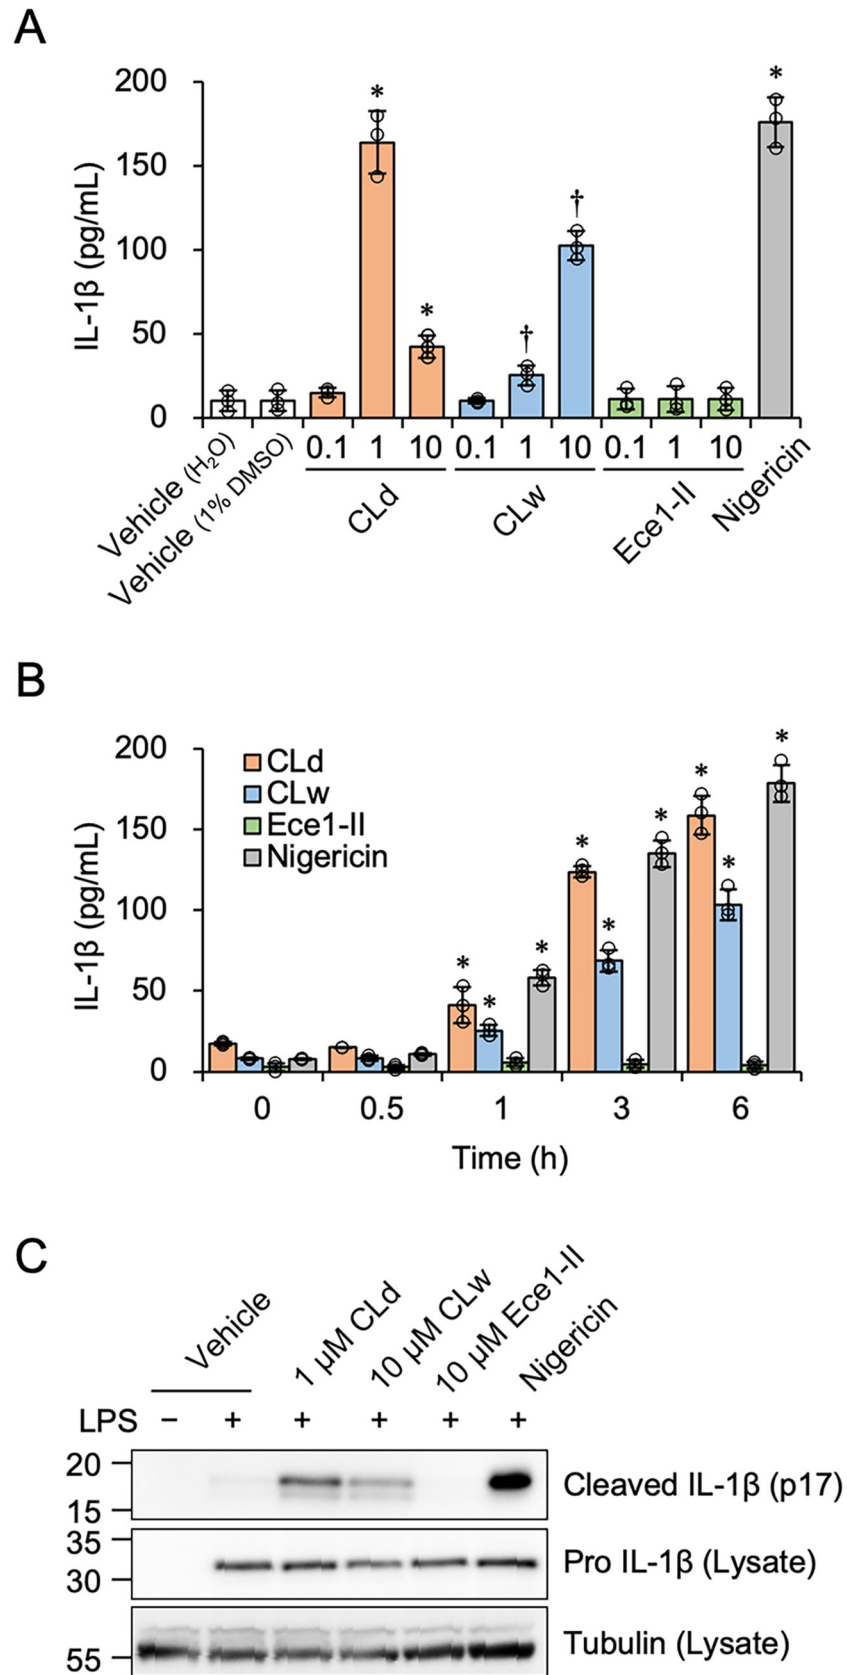 A
IL-1β (pg/mL)
200
150
100
50
0
*
*
†
†
*
0.1 1 10 0.1 1 10 0.1 1 10
Vehicle (H₂O)
Vehicle (1% DMSO)
CLd
CLw
Ece1-II
Nigericin
B
IL-1β (pg/mL)
200
150
100
50
0
CLd
CLw
Ece1-II
Nigericin
* * *
* * *
* * *
0 0.5 1 3 6
Time (h)
C
Vehicle
1 μM CLd
10 μM CLw
10 μM Ece1-II
Nigericin
LPS − + + + + +
20
15
Cleaved IL-1β (p17)
35
30
Pro IL-1β (Lysate)
55
Tubulin (Lysate)